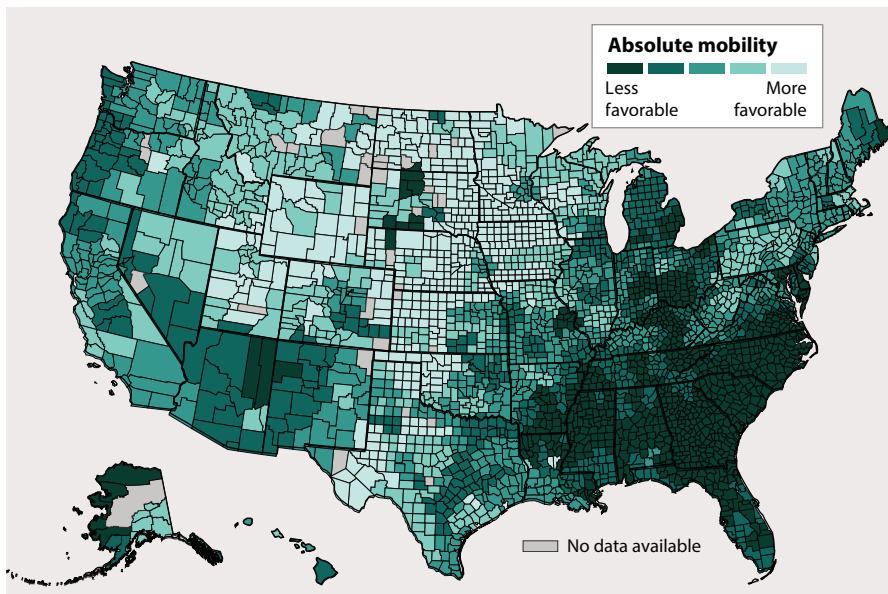 Absolute mobility
Less More
favorable favorable
No data available